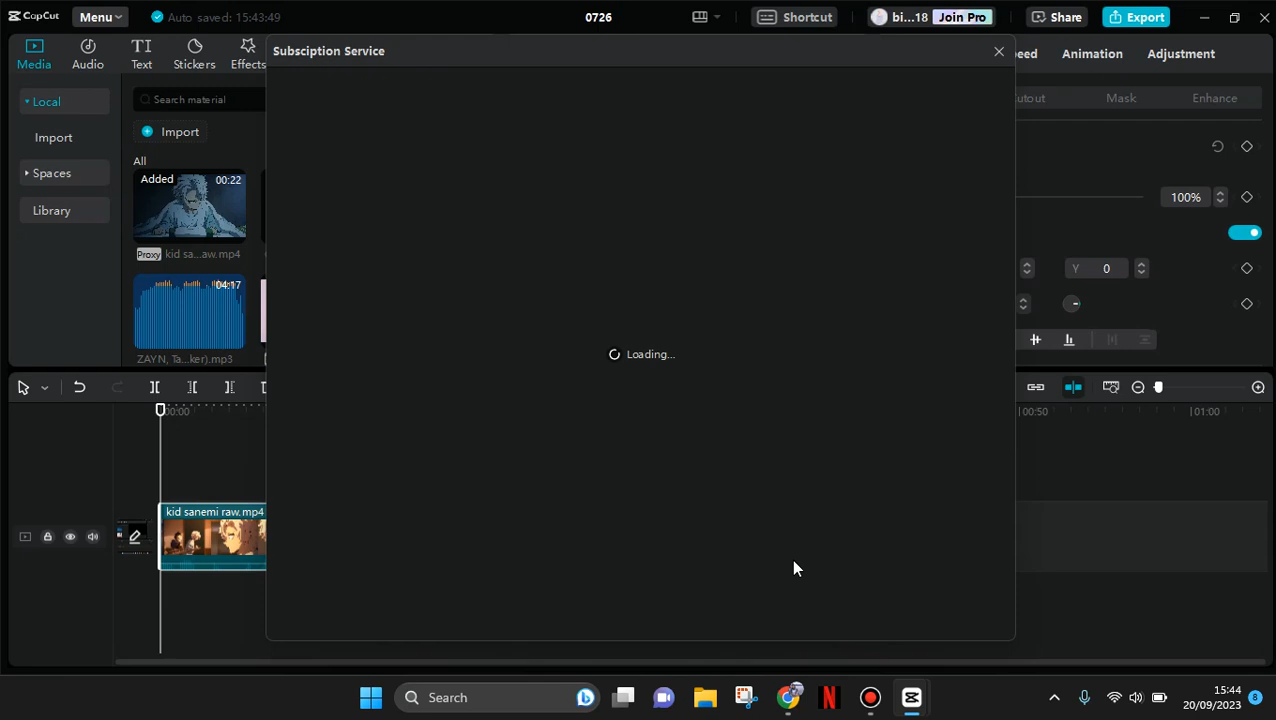 CapCut
Menu
Auto saved: 15:43:49
0726
Shortcut
bi...18
Join Pro
Share
Export
Media
Audio
Text
Stickers
Effects
Subsciption Service
Animation
Adjustment
Local
Import
Spaces
Library
Search material
Import
All
Added
00:22
Proxy
kid sa...aw.mp4
04:17
ZAYN, Ta...ker).mp3
Loading...
Mask
Enhance
100%
Y
0
00:00
00:50
01:00
kid sanemi raw.mp4
Search
15:44
20/09/2023
8